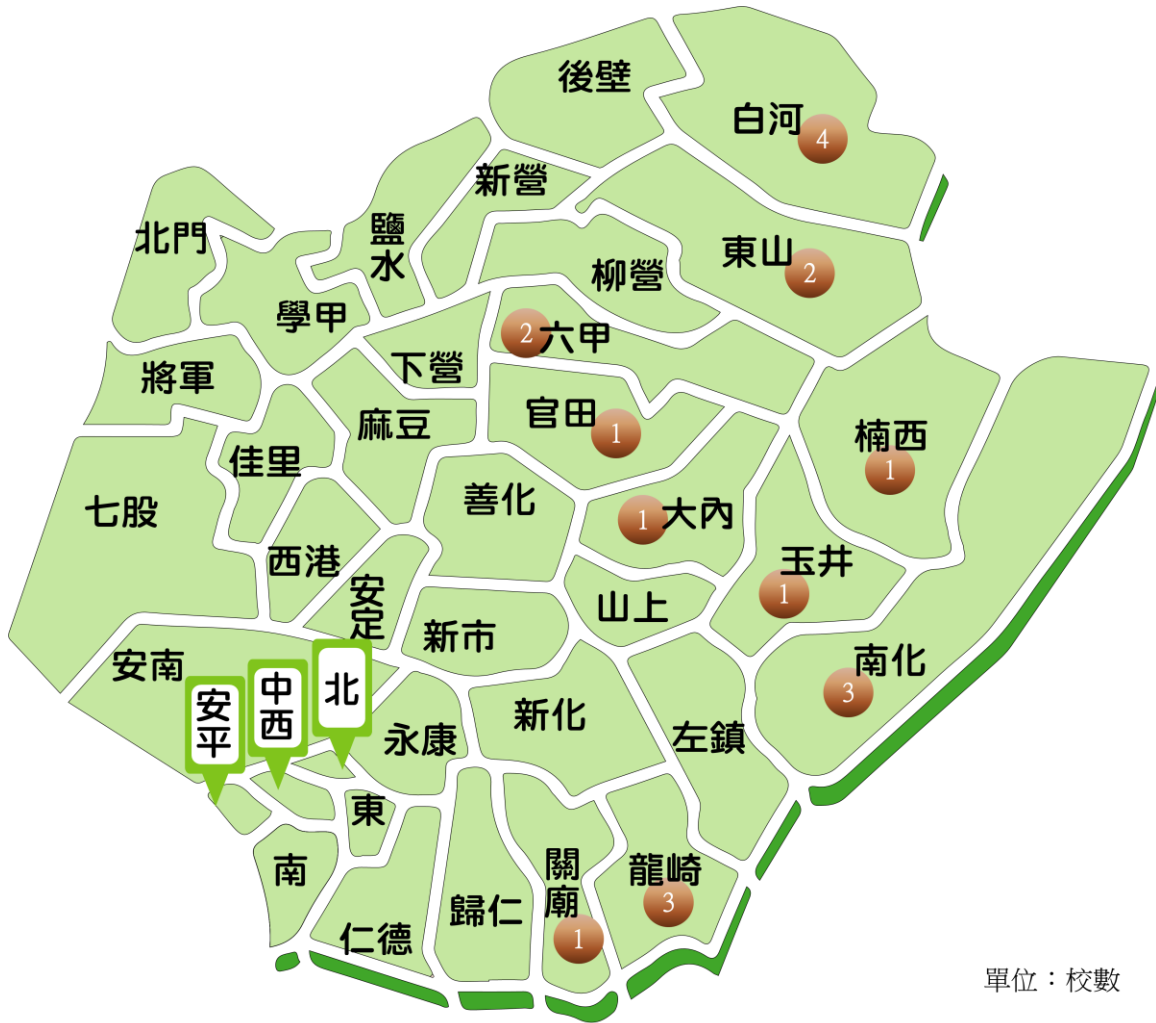 後壁
白河
4
新營
北門
鹽
水
東山
2
柳營
學甲
2
六甲
下營
將軍
官田
1
麻豆
楠西
1
佳里
善化
七股
1
大內
西港
玉井
1
安
定
山上
新市
安南
南化
3
北
中
西
安
平
新化
左鎮
永康
東
南
關
廟
1
龍崎
3
歸仁
仁德
單位：校數